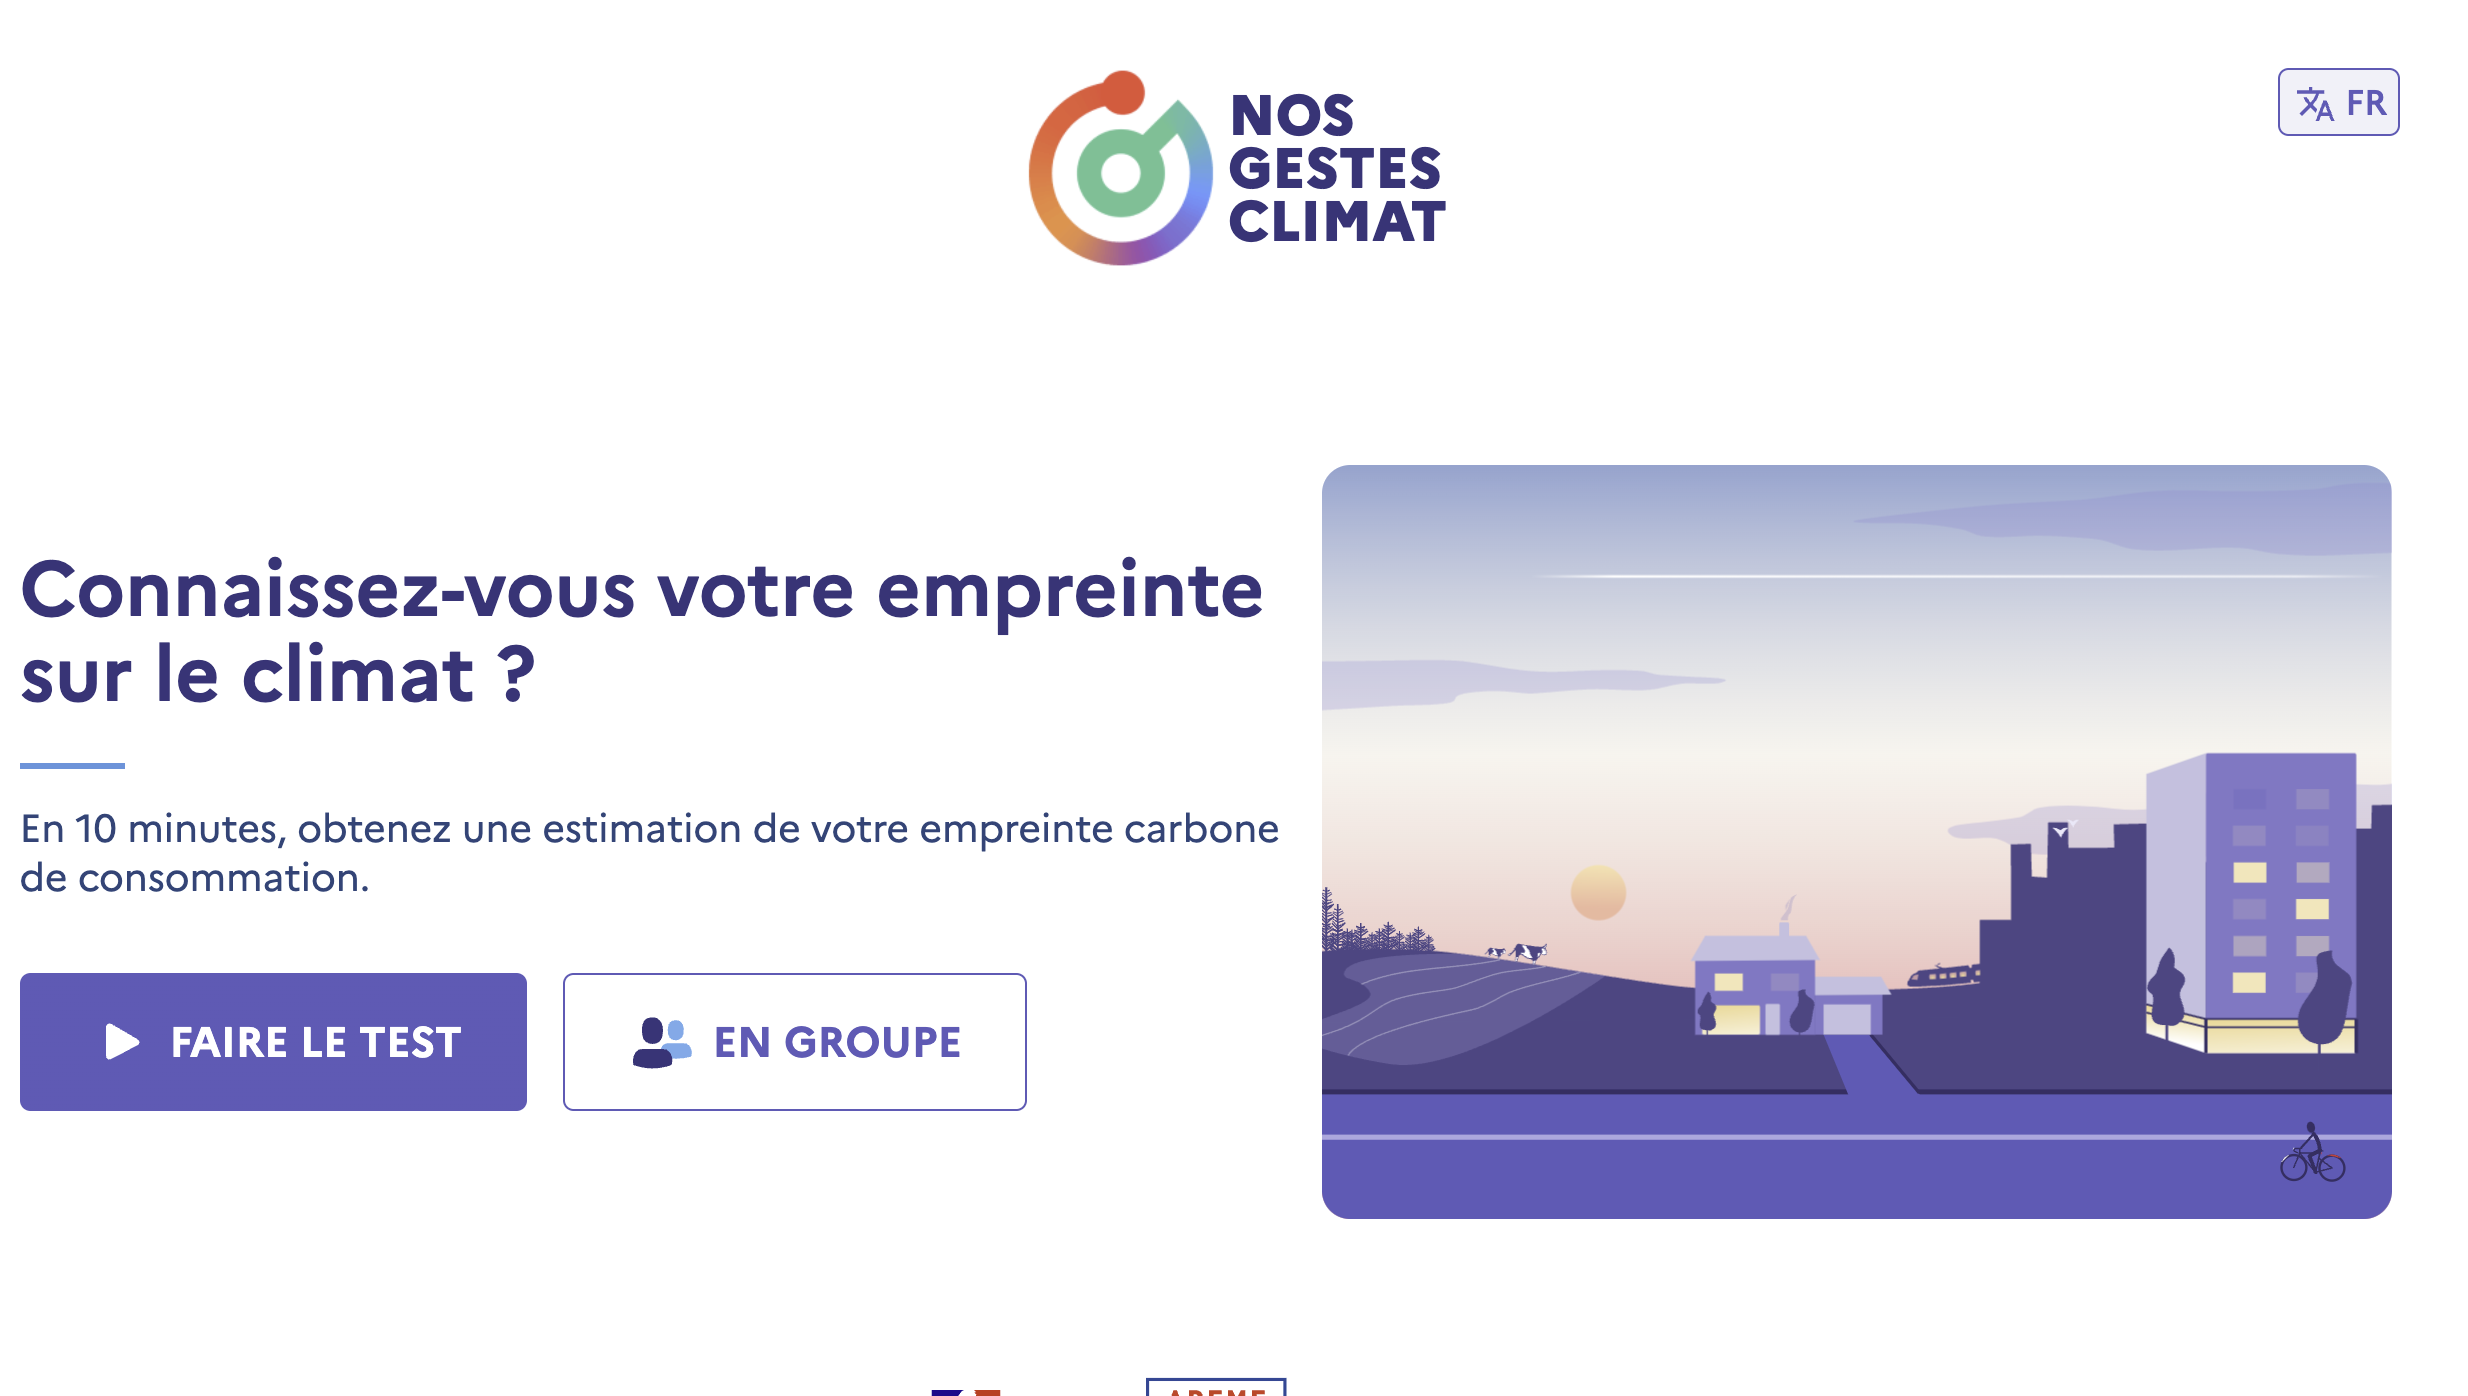 NOS
GESTES
CLIMAT
FR
Connaissez-vous votre empreinte
sur le climat ?
En 10 minutes, obtenez une estimation de votre empreinte carbone
de consommation.
FAIRE LE TEST
EN GROUPE
ADEME